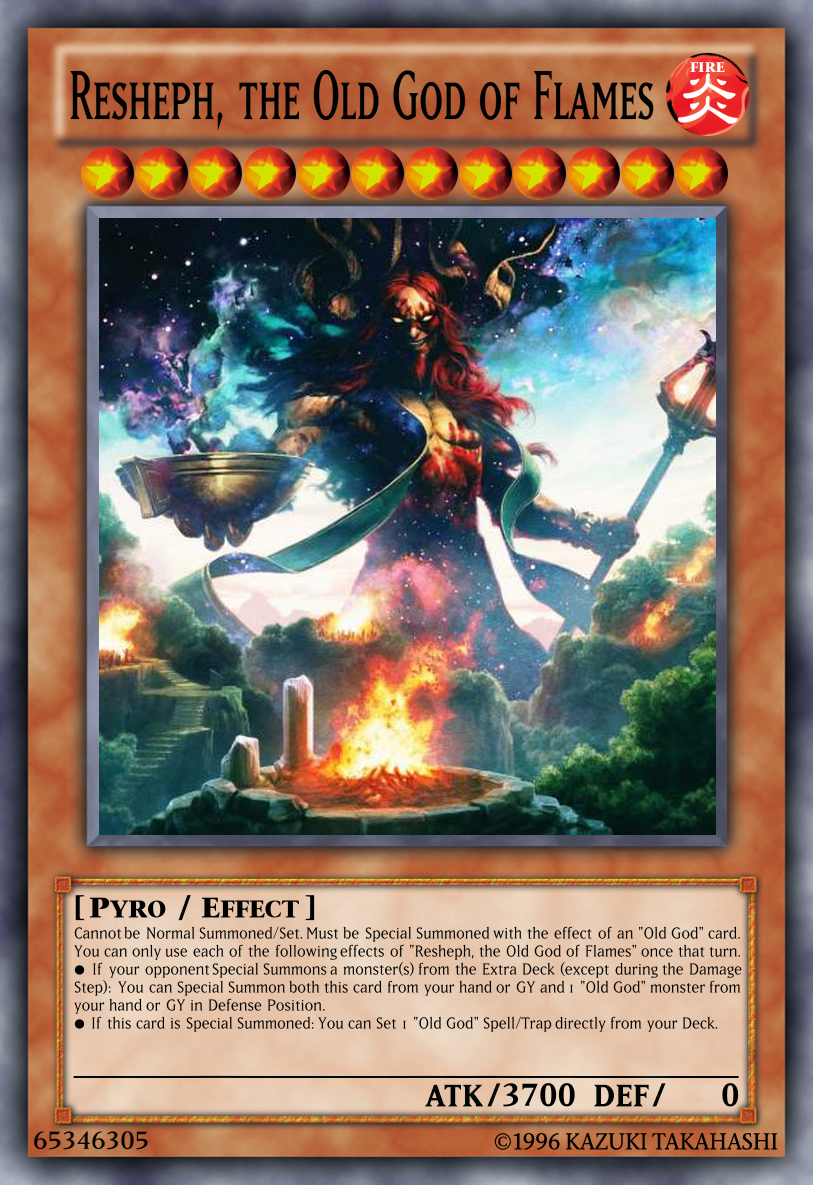 Resheph, the Old God of Flames
FIRE
炎
[ Pyro / Effect ]
Cannot be Normal Summoned/Set. Must be Special Summoned with the effect of an "Old God" card.
You can only use each of the following effects of "Resheph, the Old God of Flames" once that turn.
● If your opponent Special Summons a monster(s) from the Extra Deck (except during the Damage
Step): You can Special Summon both this card from your hand or GY and 1 "Old God" monster from
your hand or GY in Defense Position.
● If this card is Special Summoned: You can Set 1 "Old God" Spell/Trap directly from your Deck.
ATK/3700 DEF/ 0
65346305 ©1996 KAZUKI TAKAHASHI